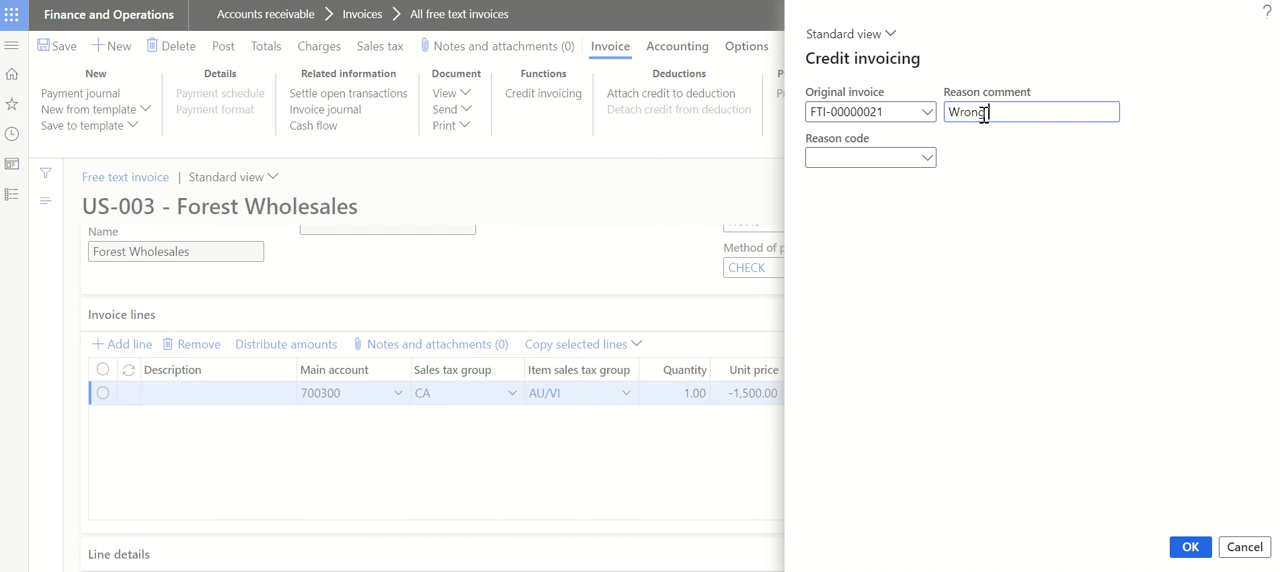 Finance and Operations
Accounts receivable > Invoices > All free text invoices
?
Save + New Delete Post Totals Charges Sales tax Notes and attachments (0) Invoice Accounting Options
New
Payment journal
New from template
Save to template
Details
Payment schedule
Payment format
Related information
Settle open transactions
Invoice journal
Cash flow
Document
View
Send
Print
Functions
Credit invoicing
Deductions
Attach credit to deduction
Detach credit from deduction
Free text invoice | Standard view
US-003 - Forest Wholesales
Name
Forest Wholesales
Method of p
CHECK
Invoice lines
+ Add line Remove Distribute amounts Notes and attachments (0) Copy selected lines
Description Main account Sales tax group Item sales tax group Quantity Unit price
700300 CA AU/VI 1.00 -1,500.00
Line details
Standard view
Credit invoicing
Original invoice Reason comment
FTI-00000021 Wrong
Reason code
OK Cancel